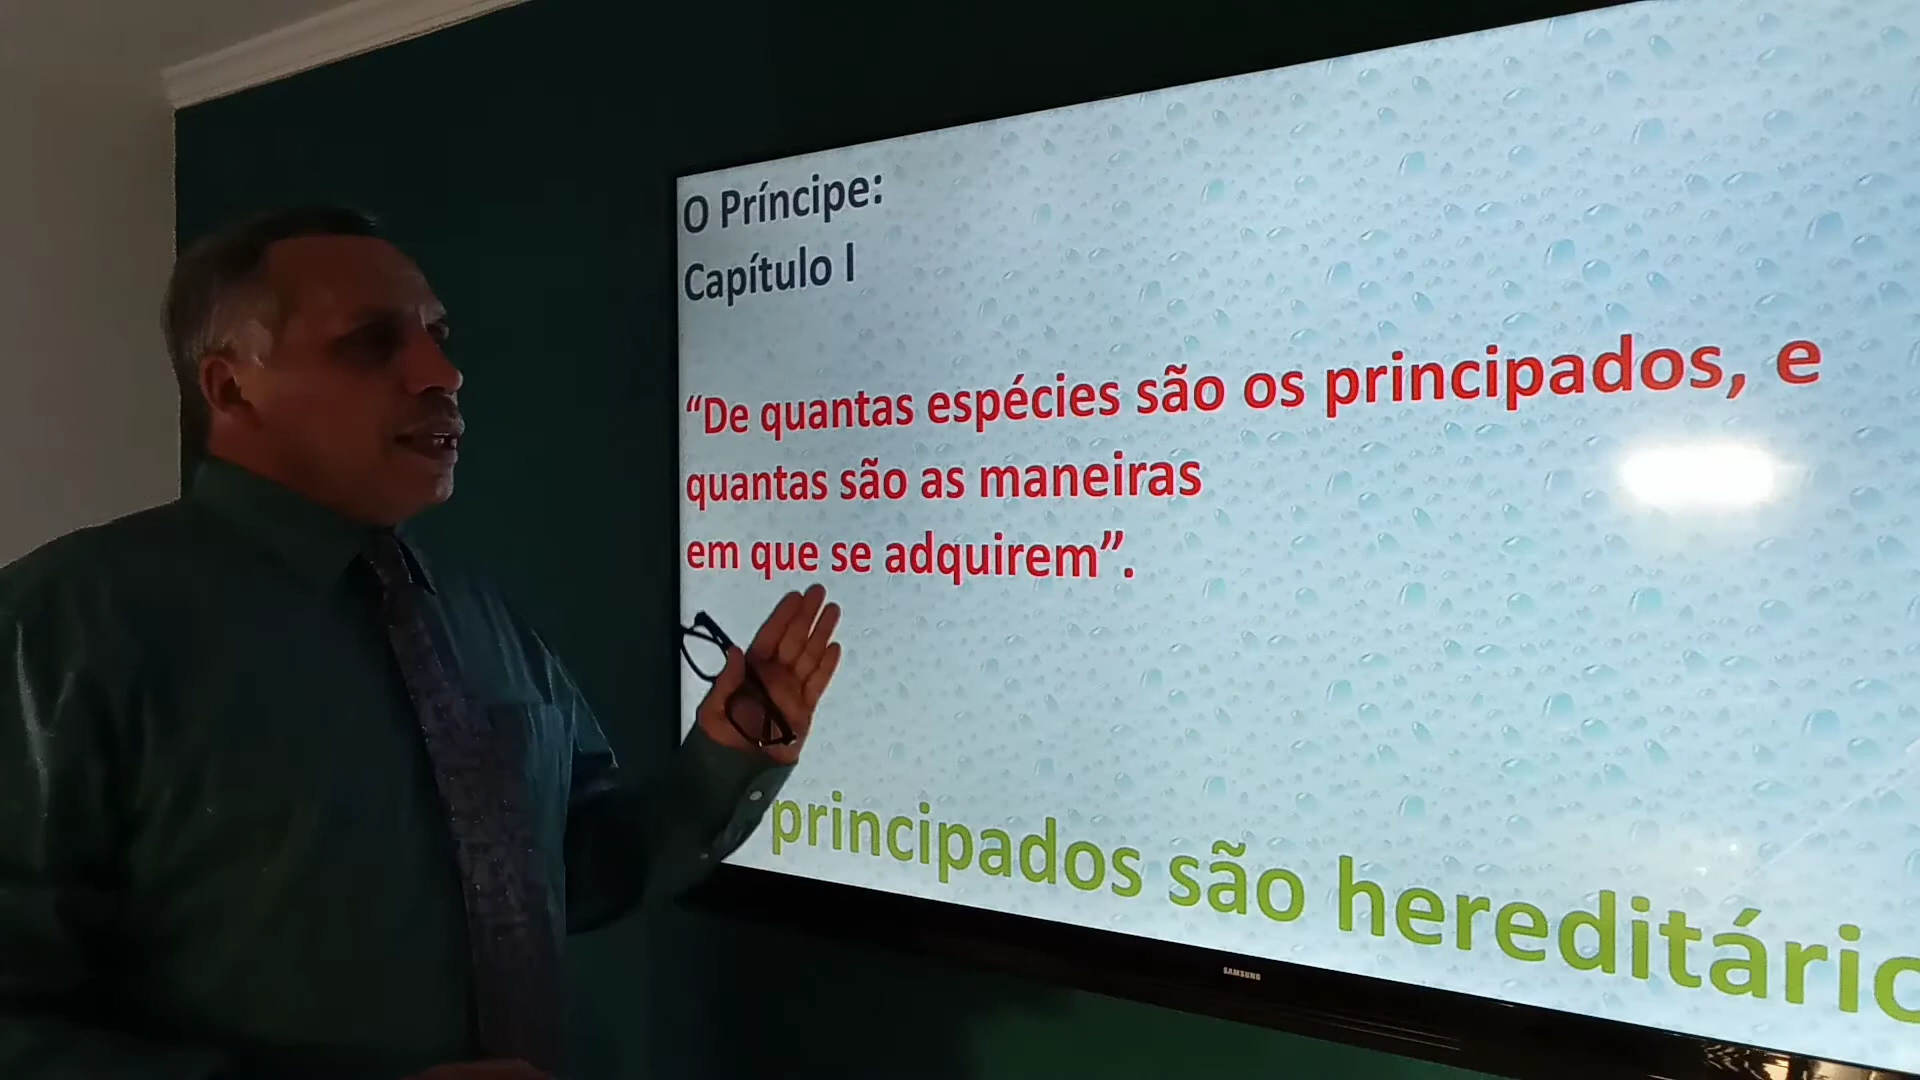 O Príncipe:
Capítulo I
“De quantas espécies são os principados, e
quantas são as maneiras
em que se adquirem”.
principados são hereditário
SAMSUNG